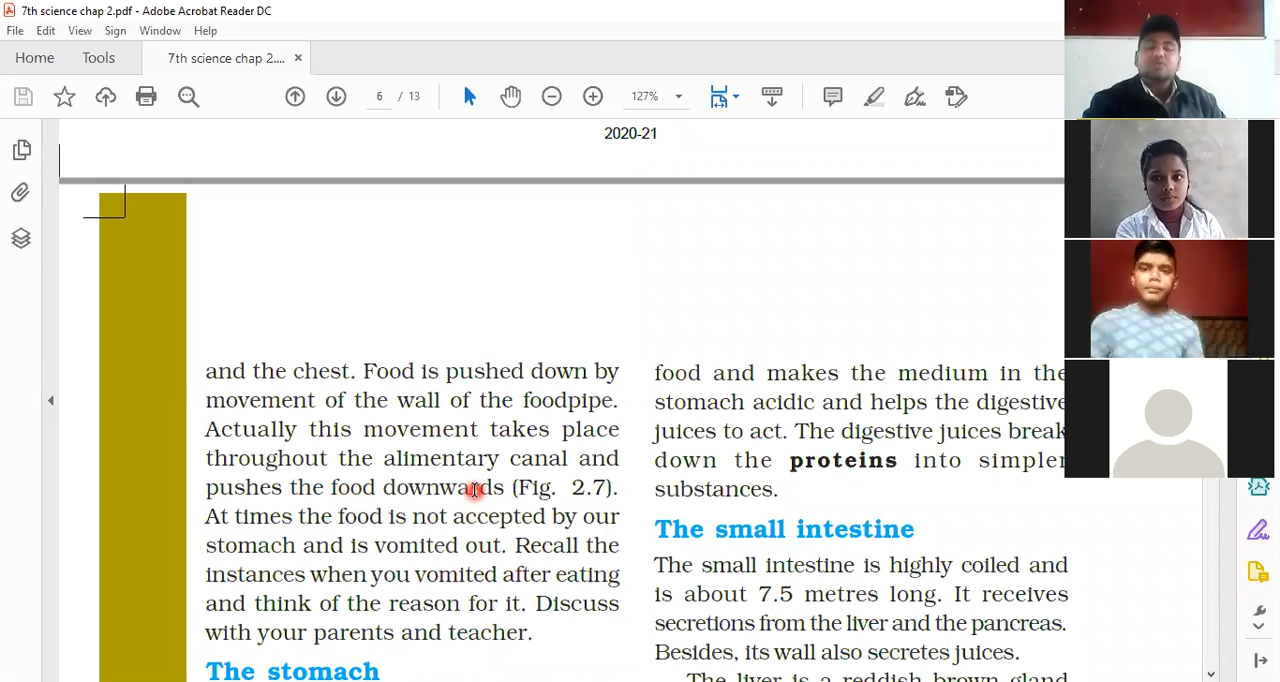 7th science chap 2.pdf - Adobe Acrobat Reader DC
File Edit View Sign Window Help
Home Tools 7th science chap 2.... ×
6 / 13 127%
2020-21
and the chest. Food is pushed down by
movement of the wall of the foodpipe.
Actually this movement takes place
throughout the alimentary canal and
pushes the food downwards (Fig. 2.7).
At times the food is not accepted by our
stomach and is vomited out. Recall the
instances when you vomited after eating
and think of the reason for it. Discuss
with your parents and teacher.
The stomach
food and makes the medium in the
stomach acidic and helps the digestive
juices to act. The digestive juices break
down the proteins into simpler
substances.
The small intestine
The small intestine is highly coiled and
is about 7.5 metres long. It receives
secretions from the liver and the pancreas.
Besides, its wall also secretes juices.
The liver is a reddish brown gland